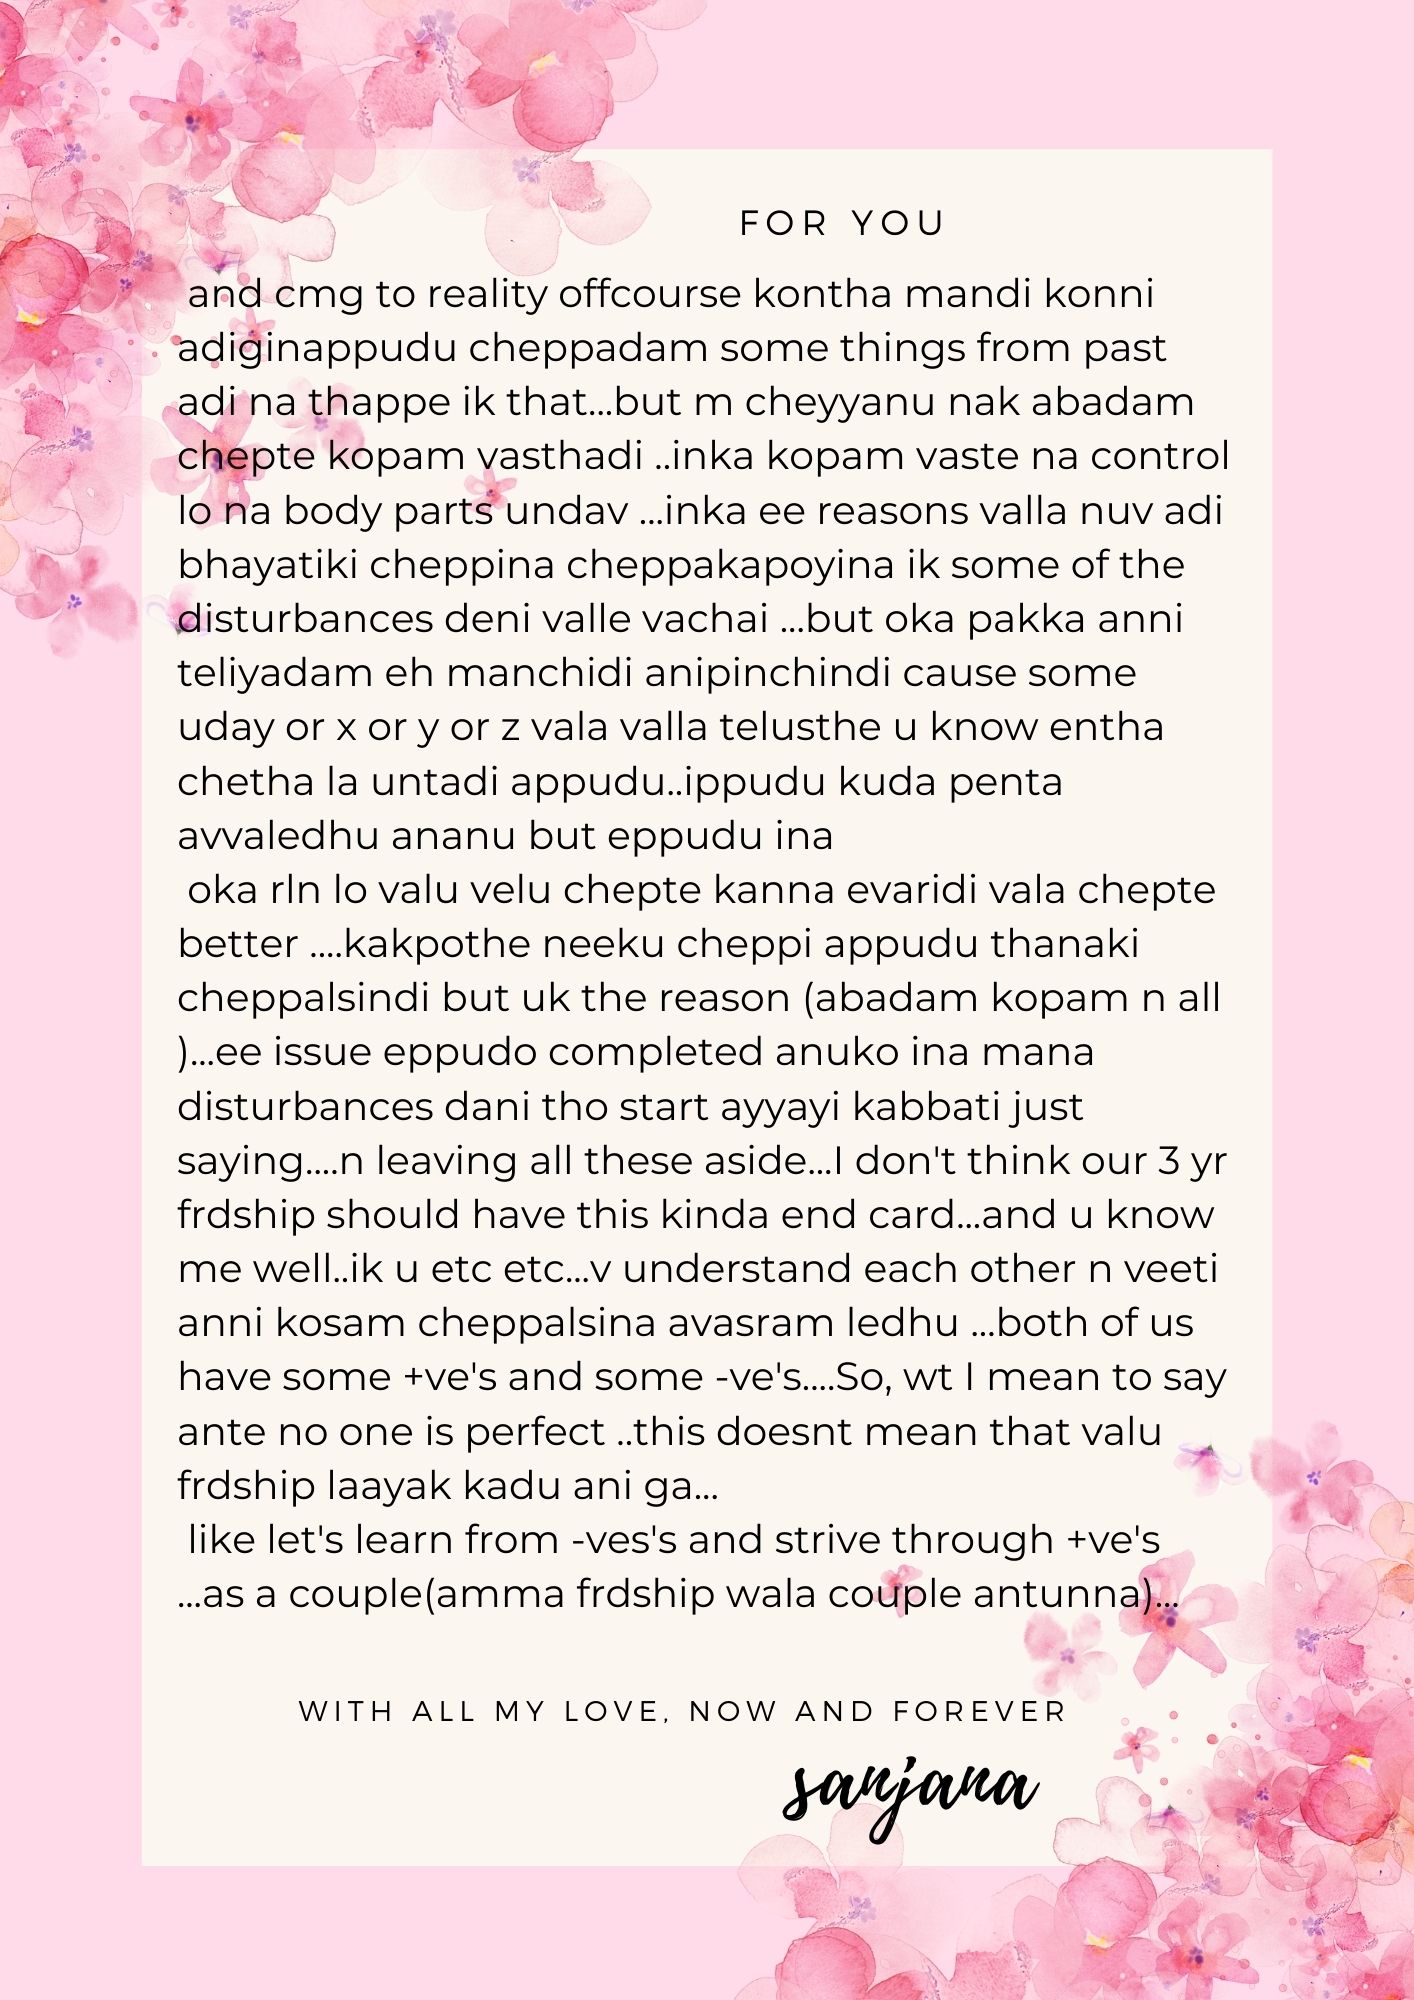 FOR YOU
and cmg to reality offcourse kontha mandi konni
adiginappudu cheppadam some things from past
adi na thappe ik that...but m cheyyanu nak abadam
chepte kopam vasthadi ..inka kopam vaste na control
lo na body parts undav ...inka ee reasons valla nuv adi
bhayatiki cheppina cheppakapoyina ik some of the
disturbances deni valle vachai ...but oka pakka anni
teliyadam eh manchidi anipinchindi cause some
uday or x or y or z vala valla telusthe u know entha
chetha la untadi appudu..ippudu kuda penta
avvaledhu ananu but eppudu ina
oka rln lo valu velu chepte kanna evaridi vala chepte
better ....kakpothe neeku cheppi appudu thanaki
cheppalsindi but uk the reason (abadam kopam n all
)...ee issue eppudo completed anuko ina mana
disturbances dani tho start ayyayi kabbati just
saying....n leaving all these aside...I don't think our 3 yr
frdship should have this kinda end card...and u know
me well..ik u etc etc...v understand each other n veeti
anni kosam cheppalsina avasram ledhu ...both of us
have some +ve's and some -ve's....So, wt I mean to say
ante no one is perfect ..this doesnt mean that valu
frdship laayak kadu ani ga...
like let's learn from -ves's and strive through +ve's
...as a couple(amma frdship wala couple antunna)...
WITH ALL MY LOVE, NOW AND FOREVER
sanjana